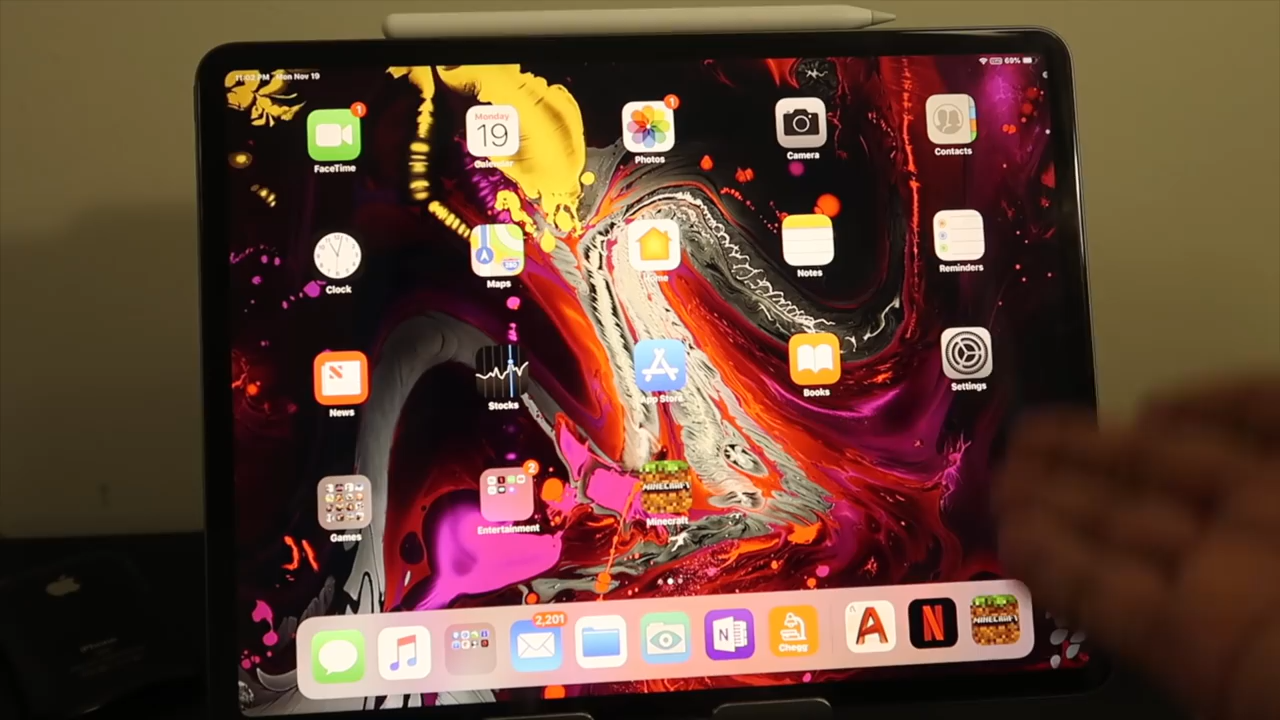 11:02 PM Mon Nov 19
69%
1
Monday
19
1
FaceTime
Calendar
Photos
Camera
Contacts
280
Clock
Maps
Home
Notes
Reminders
News
Stocks
App Store
Books
Settings
2
MINECRAFT
Games
Entertainment
Minecraft
2,201
N
Chegg
A
N
MINECRAFT